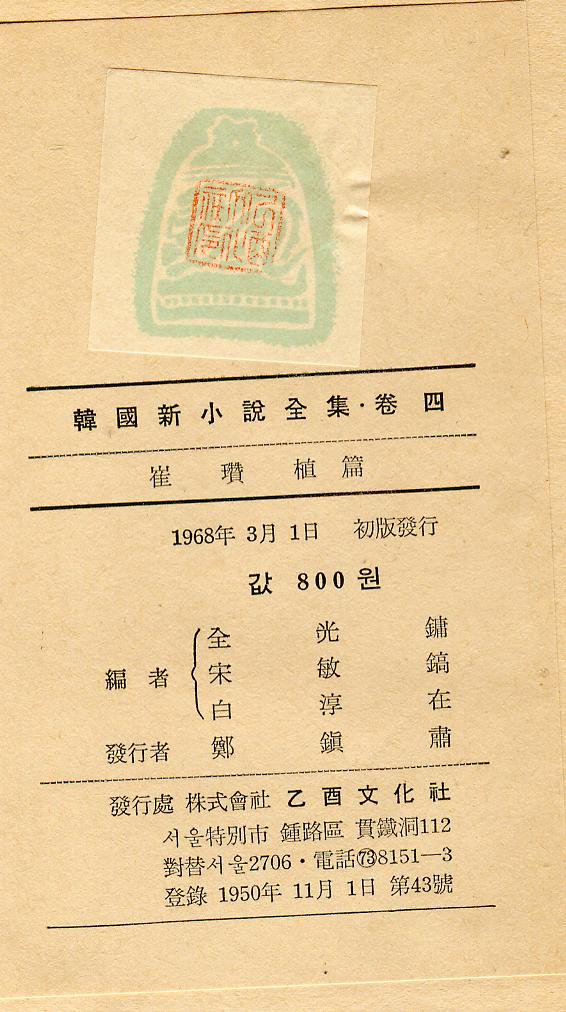 韓國新小說全集·卷四
崔瓚植篇
1968年 3月 1日 初版發行
값 800원
編者 全光鏞
宋敏鎬
白淳在
發行者 鄭鎭肅
發行處 株式會社 乙酉文化社
서울特別市 鍾路區 貫鐵洞112
對替서울2706·電話738151—3
登錄 1950年 11月 1日 第43號